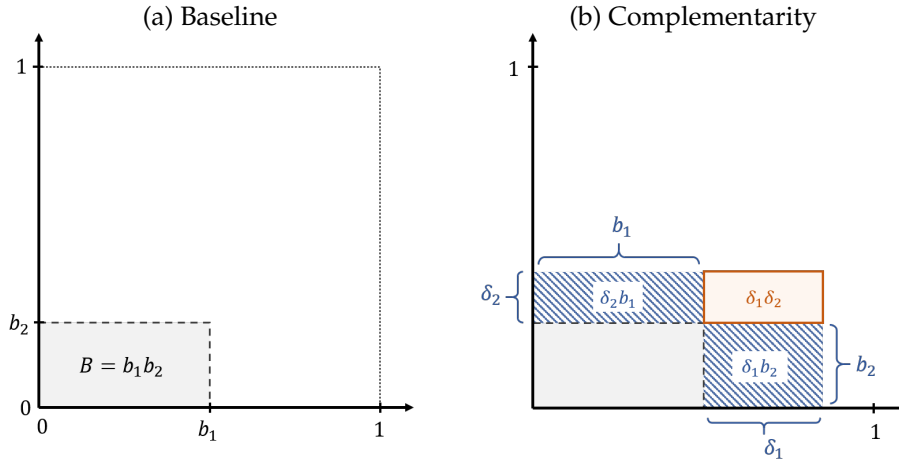 (a) Baseline
1
b₂
B = b₁b₂
0
0
b₁
1
(b) Complementarity
1
b₁
δ₂
δ₂b₁
δ₁δ₂
δ₁b₂
b₂
1
δ₁